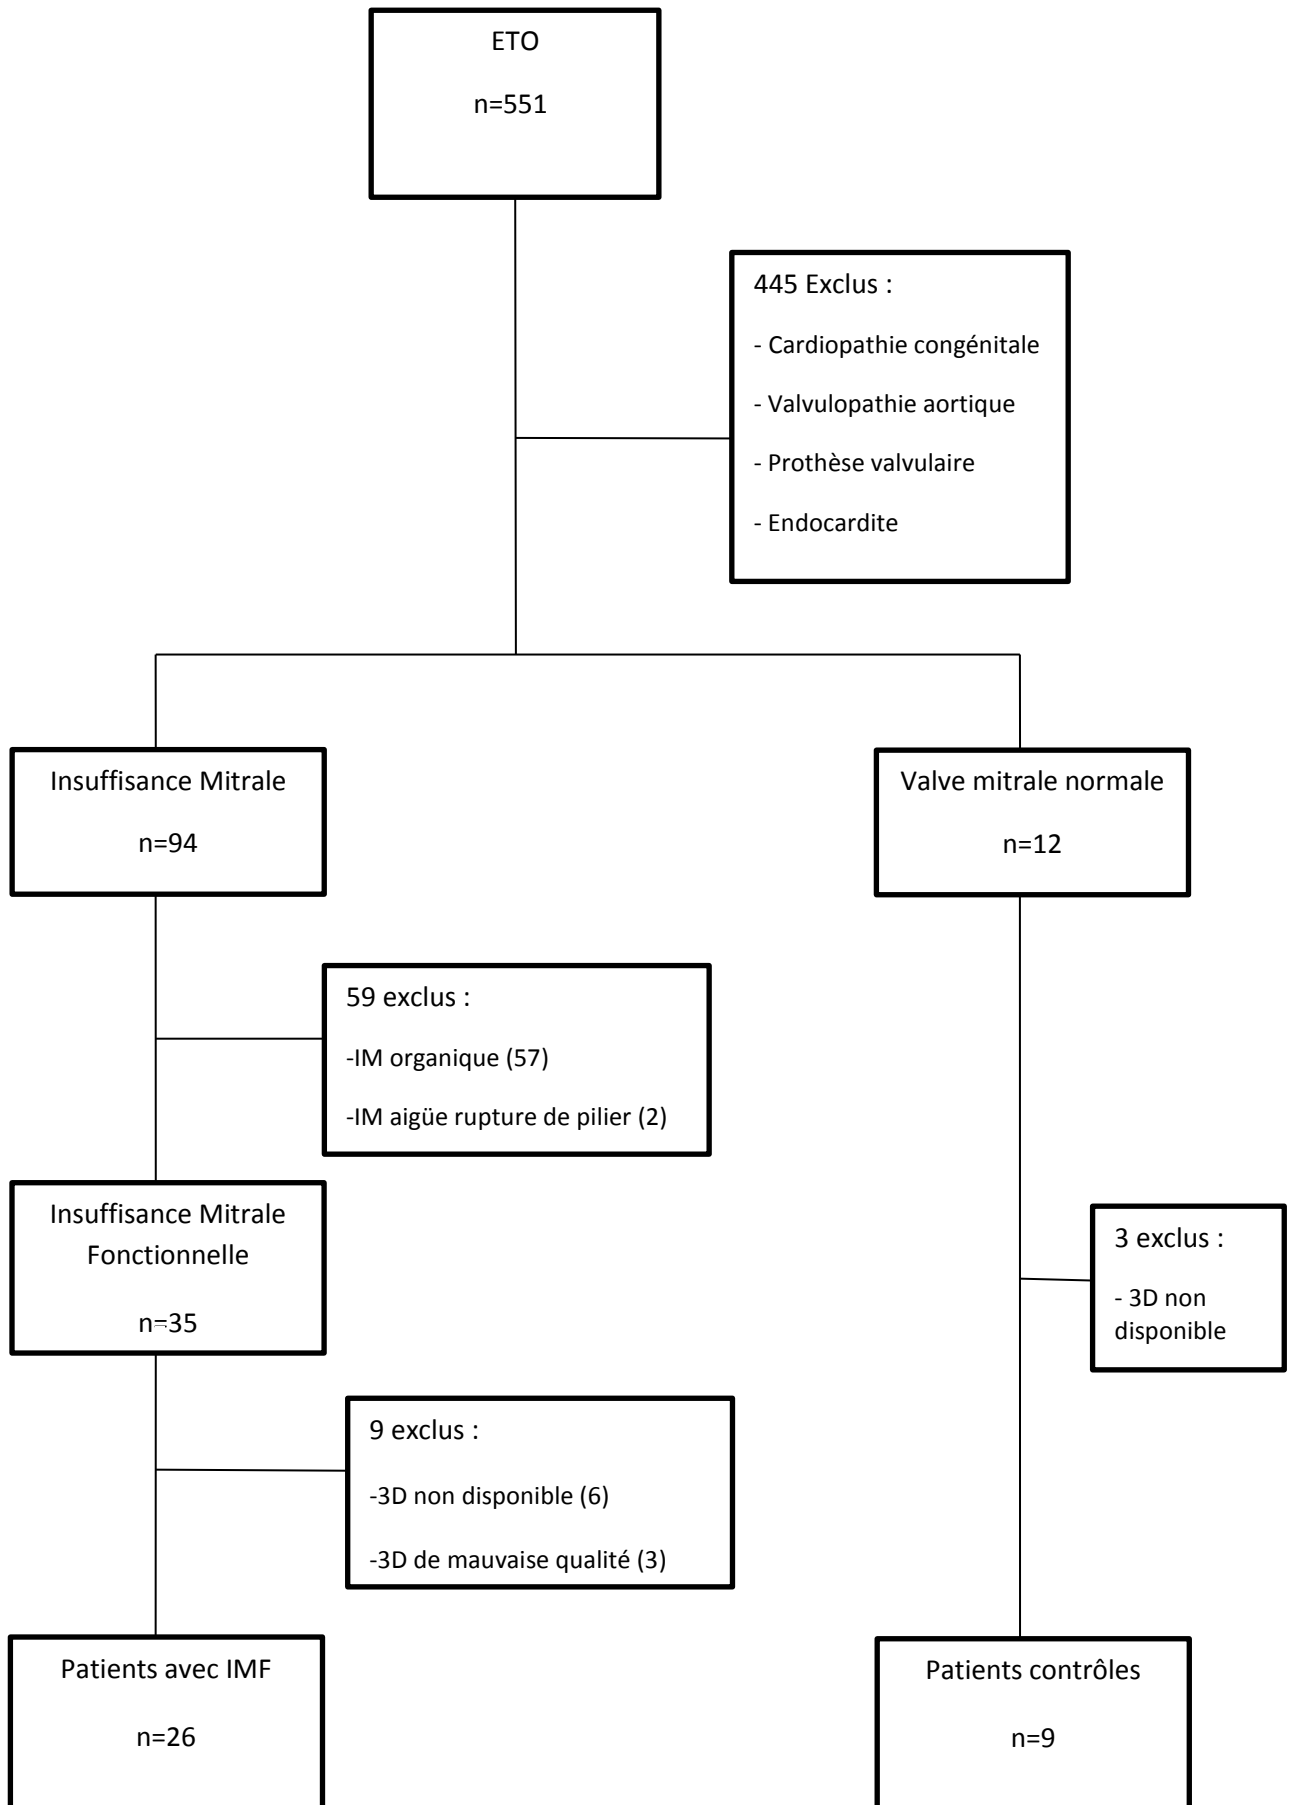 ETO
n=551
445 Exclus :
- Cardiopathie congénitale
- Valvulopathie aortique
- Prothèse valvulaire
- Endocardite
Insuffisance Mitrale
n=94
Valve mitrale normale
n=12
59 exclus :
-IM organique (57)
-IM aigüe rupture de pilier (2)
Insuffisance Mitrale
Fonctionnelle
n=35
3 exclus :
- 3D non
disponible
9 exclus :
-3D non disponible (6)
-3D de mauvaise qualité (3)
Patients avec IMF
n=26
Patients contrôles
n=9